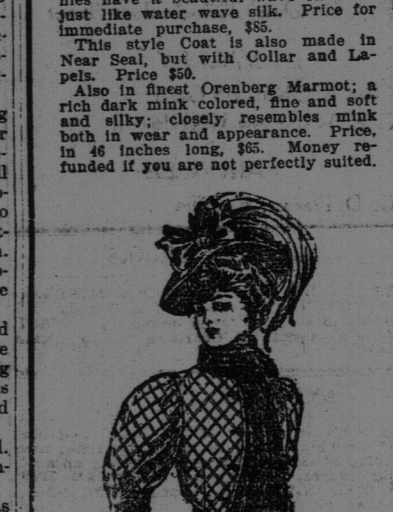 just like water wave silk. Price for
immediate purchase, $85.
This style Coat is also made in
Near Seal, but with Collar and La-
pels. Price $50.
Also in finest Orenberg Marmot; a
rich dark mink colored, fine and soft
and silky; closely resembles mink
both in wear and appearance. Price,
in 46 inches long, $65. Money re-
funded if you are not perfectly suited.